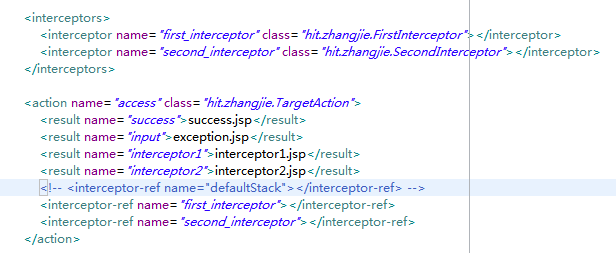 <interceptors>
<interceptor name="first_interceptor" class="hit.zhangjie.FirstInterceptor"></interceptor>
<interceptor name="second_interceptor" class="hit.zhangjie.SecondInterceptor"></interceptor>
</interceptors>
<action name="access" class="hit.zhangjie.TargetAction">
<result name="success">success.jsp</result>
<result name="input">exception.jsp</result>
<result name="interceptor1">interceptor1.jsp</result>
<result name="interceptor2">interceptor2.jsp</result>
<!-- <interceptor-ref name="defaultStack"></interceptor-ref> -->
<interceptor-ref name="first_interceptor"></interceptor-ref>
<interceptor-ref name="second_interceptor"></interceptor-ref>
</action>